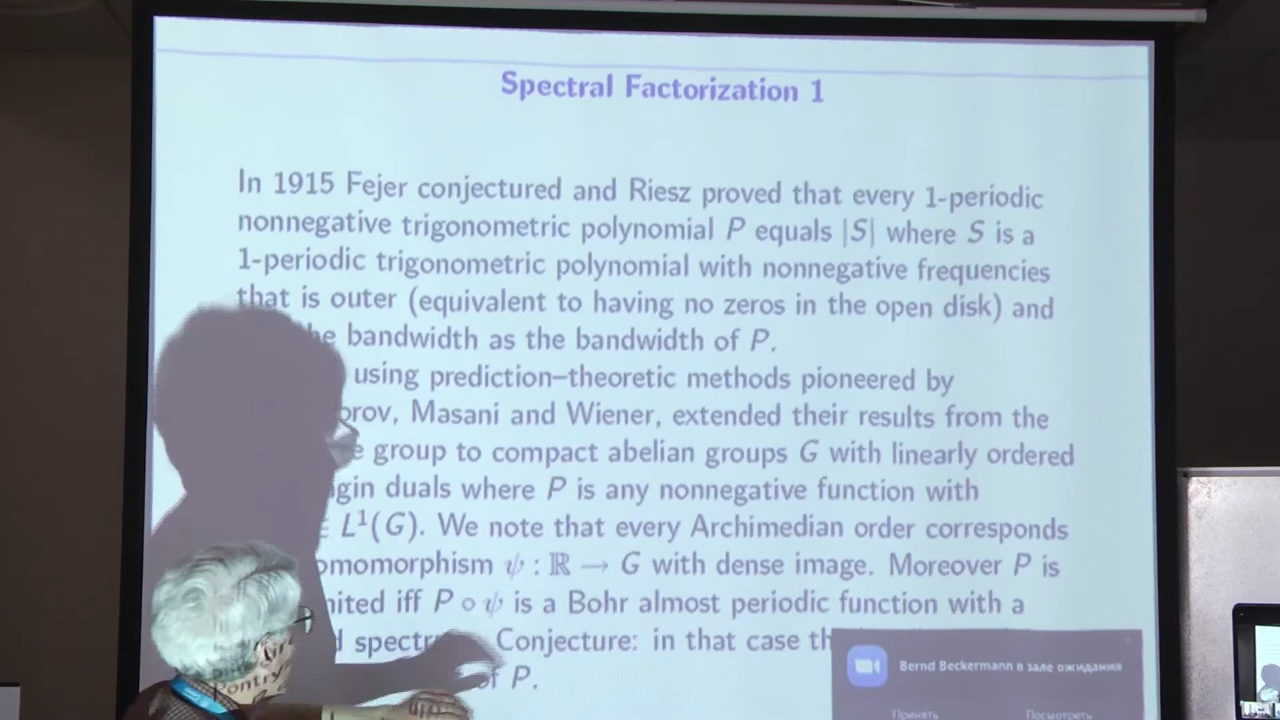 Spectral Factorization 1
In 1915 Fejer conjectured and Riesz proved that every 1-periodic
nonnegative trigonometric polynomial P equals |S| where S is a
1-periodic trigonometric polynomial with nonnegative frequencies
that is outer (equivalent to having no zeros in the open disk) and
bandwidth as the bandwidth of P.
using prediction–theoretic methods pioneered by
Masani and Wiener, extended their results from the
group to compact abelian groups G with linearly ordered
duals where P is any nonnegative function with
∈ L¹(G). We note that every Archimedian order corresponds
ψ : ℝ → G with dense image. Moreover P is
iff P ∘ ψ is a Bohr almost periodic function with a
Conjecture: in that case
of P.
Bernd Beckermann в зале ожидания
Принять Посмотреть